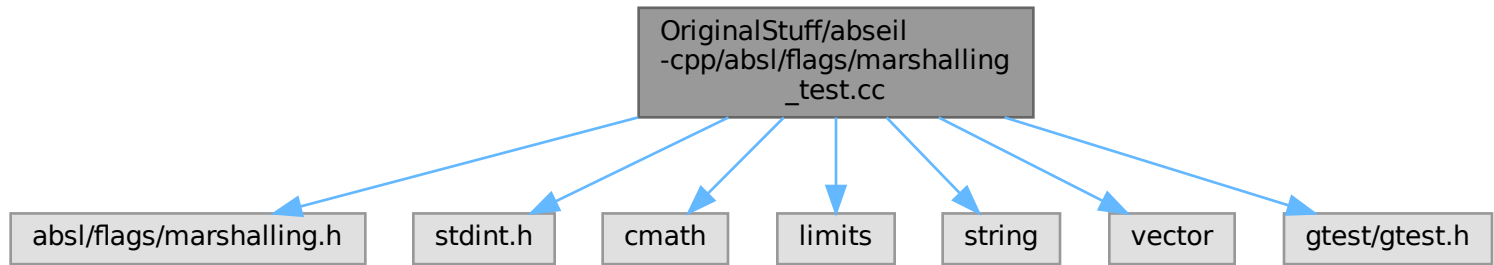 OriginalStuff/abseil
-cpp/absl/flags/marshalling
_test.cc
absl/flags/marshalling.h
stdint.h
cmath
limits
string
vector
gtest/gtest.h